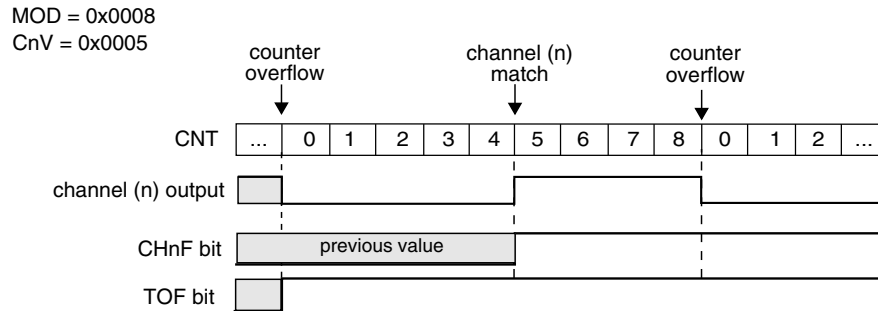 MOD = 0x0008
CnV = 0x0005
counter
overflow
channel (n)
match
counter
overflow
CNT ... 0 1 2 3 4 5 6 7 8 0 1 2 ...
channel (n) output
CHnF bit previous value
TOF bit